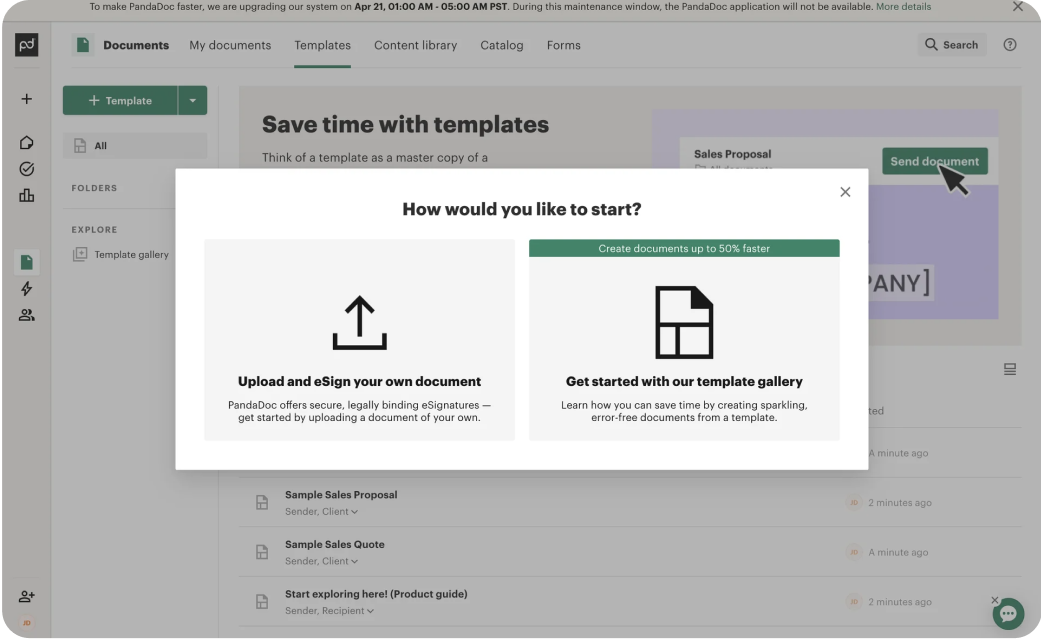 To make PandaDoc faster, we are upgrading our system on Apr 21, 01:00 AM - 05:00 AM PST. During this maintenance window, the PandaDoc application will not be available. More details
pd
Documents
My documents
Templates
Content library
Catalog
Forms
Search
Template
All
FOLDERS
EXPLORE
Template gallery
Save time with templates
Think of a template as a master copy of a
Sales Proposal
All documents
Send document
PANY]
How would you like to start?
Upload and eSign your own document
PandaDoc offers secure, legally binding eSignatures —
get started by uploading a document of your own.
Create documents up to 50% faster
Get started with our template gallery
Learn how you can save time by creating sparkling,
error-free documents from a template.
ted
A minute ago
Sample Sales Proposal
Sender, Client
JD
2 minutes ago
Sample Sales Quote
Sender, Client
JD
A minute ago
Start exploring here! (Product guide)
Sender, Recipient
JD
2 minutes ago
JD